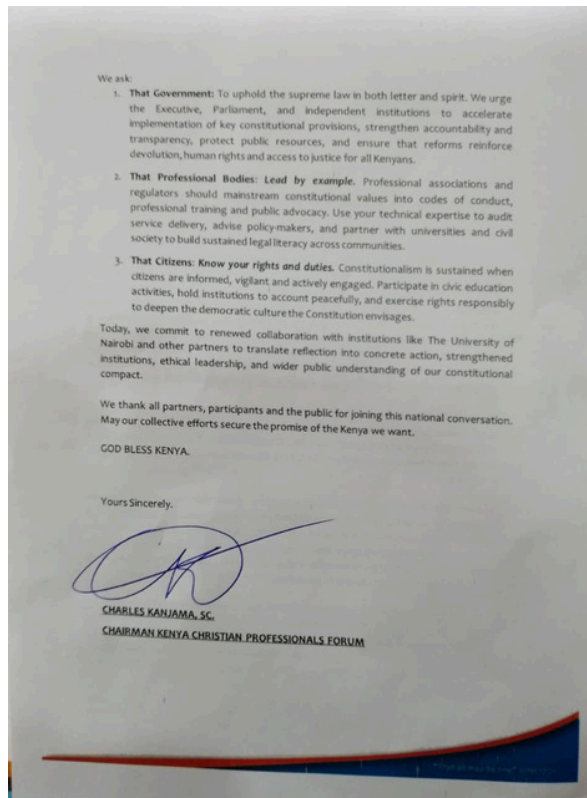 We ask:
1. That Government: To uphold the supreme law in both letter and spirit. We urge
the Executive, Parliament, and independent institutions to accelerate
implementation of key constitutional provisions, strengthen accountability and
transparency, protect public resources, and ensure that reforms reinforce
devolution, human rights and access to justice for all Kenyans.
2. That Professional Bodies: Lead by example. Professional associations and
regulators should mainstream constitutional values into codes of conduct,
professional training and public advocacy. Use your technical expertise to audit
service delivery, advise policy-makers, and partner with universities and civil
society to build sustained legal literacy across communities.
3. That Citizens: Know your rights and duties. Constitutionalism is sustained when
citizens are informed, vigilant and actively engaged. Participate in civic education
activities, hold institutions to account peacefully, and exercise rights responsibly
to deepen the democratic culture the Constitution envisages.
Today, we commit to renewed collaboration with institutions like The University of
Nairobi and other partners to translate reflection into concrete action, strengthened
institutions, ethical leadership, and wider public understanding of our constitutional
compact.
We thank all partners, participants and the public for joining this national conversation.
May our collective efforts secure the promise of the Kenya we want.
GOD BLESS KENYA.
Yours Sincerely.
CHARLES KANJAMA, SC.
CHAIRMAN KENYA CHRISTIAN PROFESSIONALS FORUM